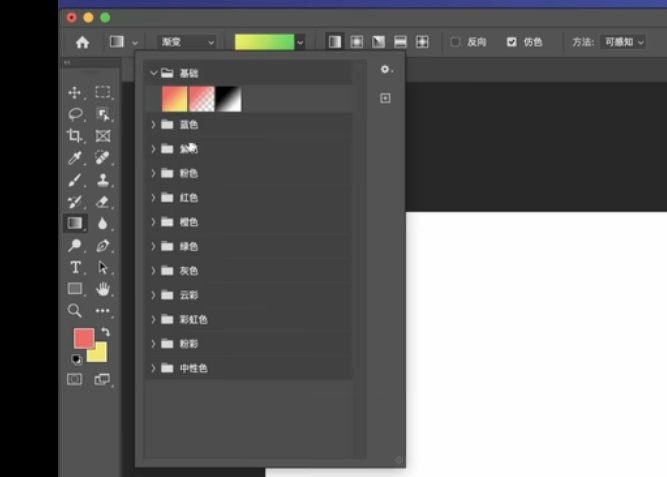 渐变 反向 仿色 方法: 可感知
基础
蓝色
紫色
粉色
红色
橙色
绿色
灰色
云彩
彩虹色
粉彩
中性色